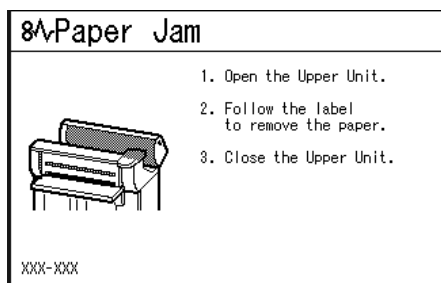 Paper Jam
1. Open the Upper Unit.
2. Follow the label
to remove the paper.
3. Close the Upper Unit.
XXX-XXX